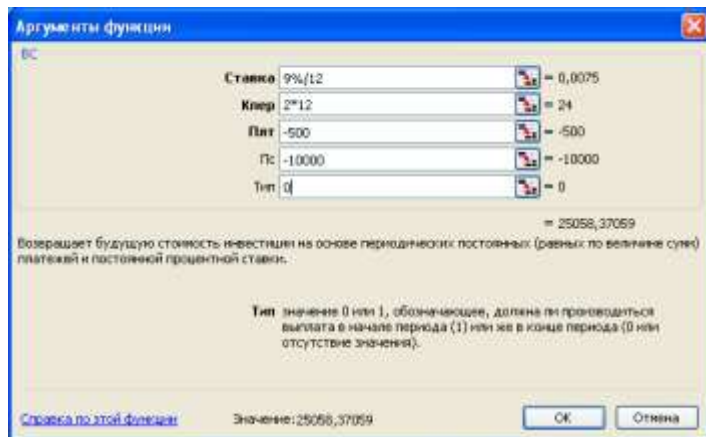 Аргументы функции
БС
Ставка 9%/12 = 0,0075
Кпер 2*12 = 24
Плт -500 = -500
Пс -10000 = -10000
Тип 0 = 0
= 25058,37059
Возвращает будущую стоимость инвестиции на основе периодических постоянных (равных по величине сумм)
платежей и постоянной процентной ставки.
Тип значение 0 или 1, обозначающее, должна ли производиться
выплата в начале периода (1) или же в конце периода (0 или
отсутствие значения).
Справка по этой функции Значение:25058,37059 ОК Отмена